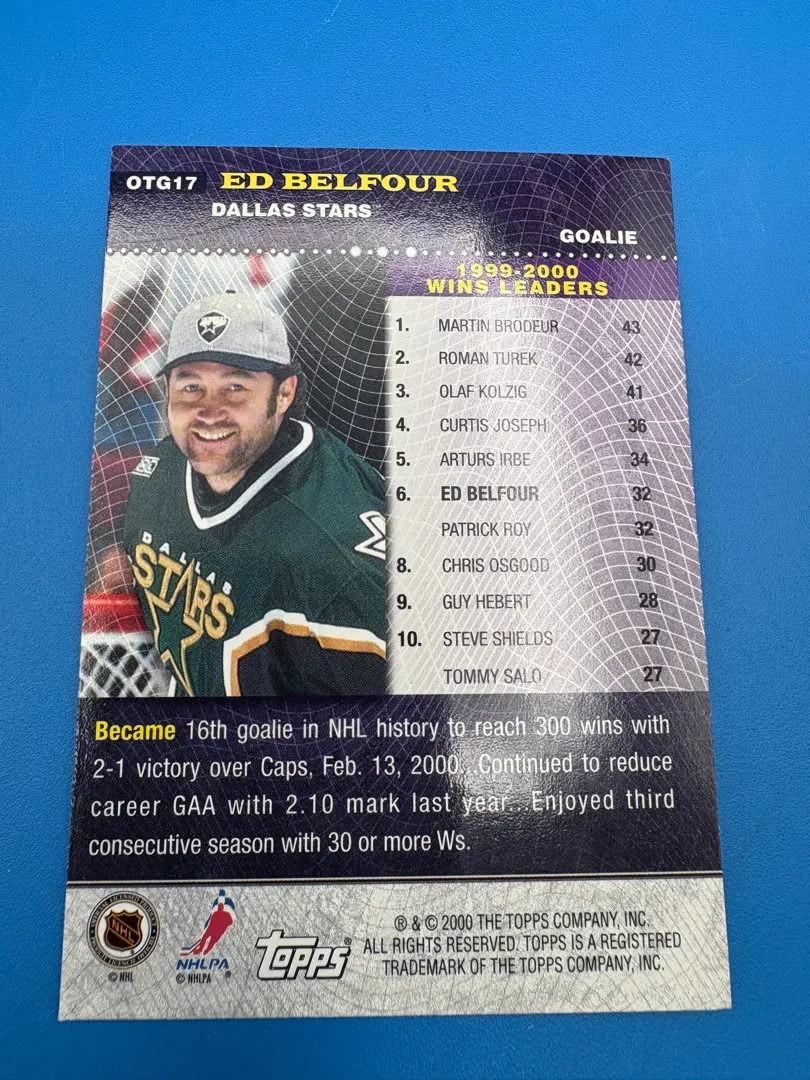 OTG17 ED BELFOUR
DALLAS STARS™
GOALIE
1999-2000
WINS LEADERS
1. MARTIN BRODEUR 43
2. ROMAN TUREK 42
3. OLAF KOLZIG 41
4. CURTIS JOSEPH 36
5. ARTURS IRBE 34
6. ED BELFOUR 32
PATRICK ROY 32
8. CHRIS OSGOOD 30
9. GUY HEBERT 28
10. STEVE SHIELDS 27
TOMMY SALO 27
DALLAS
STARS
Became 16th goalie in NHL history to reach 300 wins with
2-1 victory over Caps, Feb. 13, 2000...Continued to reduce
career GAA with 2.10 mark last year...Enjoyed third
consecutive season with 30 or more Ws.
NHL
© NHL
NHLPA ®
© NHLPA
Topps®
® & © 2000 THE TOPPS COMPANY, INC.
ALL RIGHTS RESERVED. TOPPS IS A REGISTERED
TRADEMARK OF THE TOPPS COMPANY, INC.